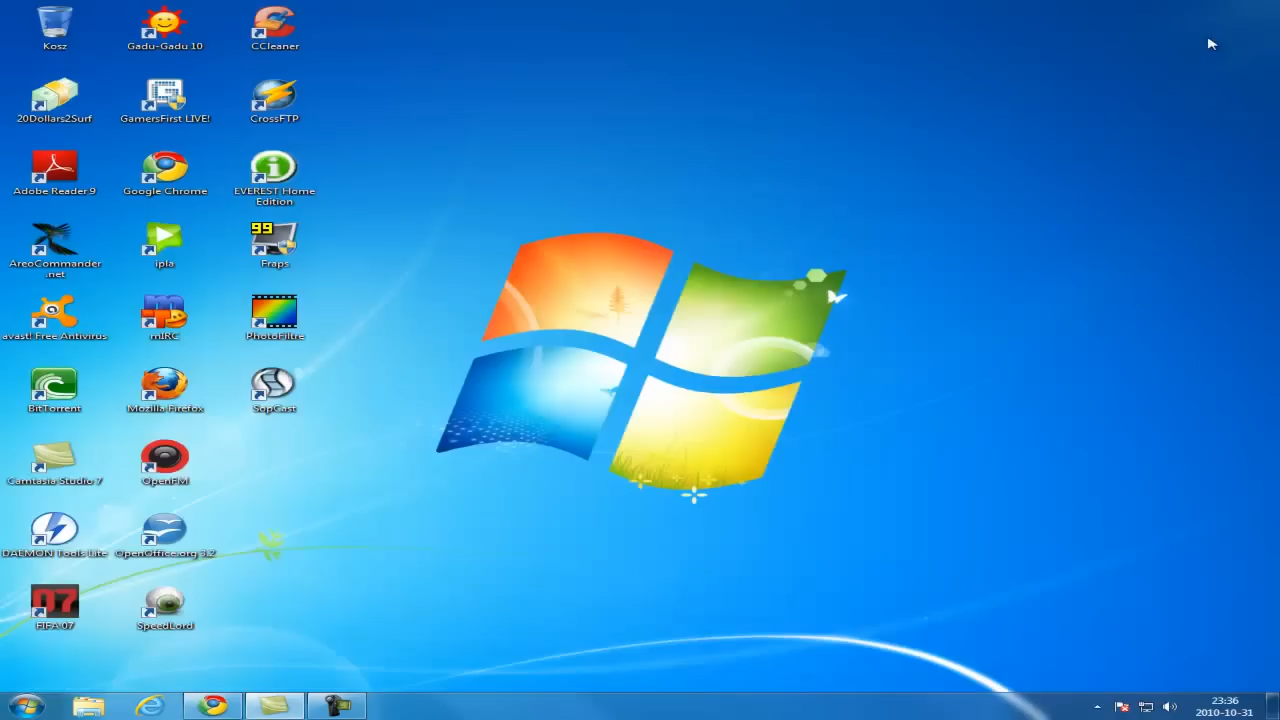 Kosz
Gadu-Gadu 10
CCleaner
20Dollars2Surf
GamersFirst LIVE!
CrossFTP
Adobe Reader 9
Google Chrome
EVEREST Home
Edition
AreoCommander
.net
ipla
99
Fraps
avast! Free Antivirus
mIRC
PhotoFiltre
BitTorrent
Mozilla Firefox
SopCast
Camtasia Studio 7
OpenFM
DAEMON Tools Lite
OpenOffice.org 3.2
07
FIFA 07
SpeedLord
23:36
2010-10-31